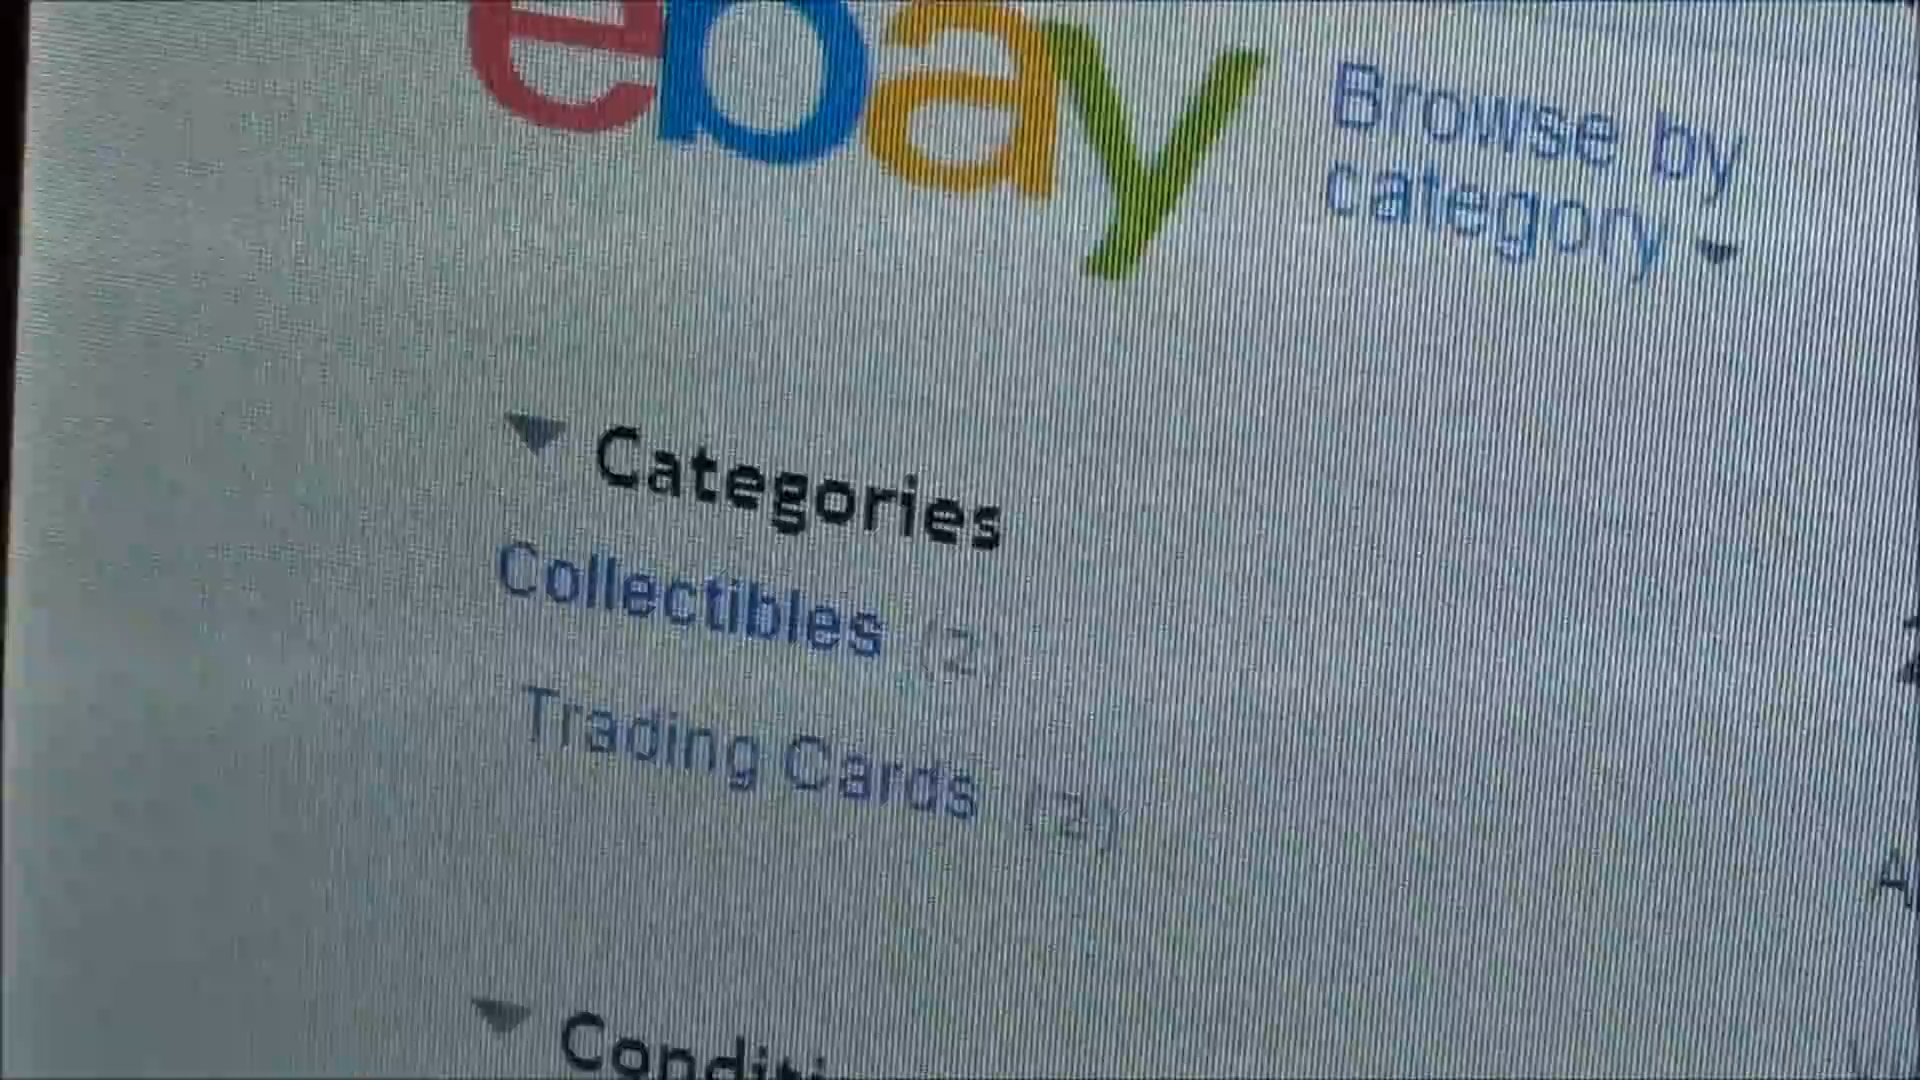 ebay
Browse by
category
Categories
Collectibles (2)
Trading Cards (2)